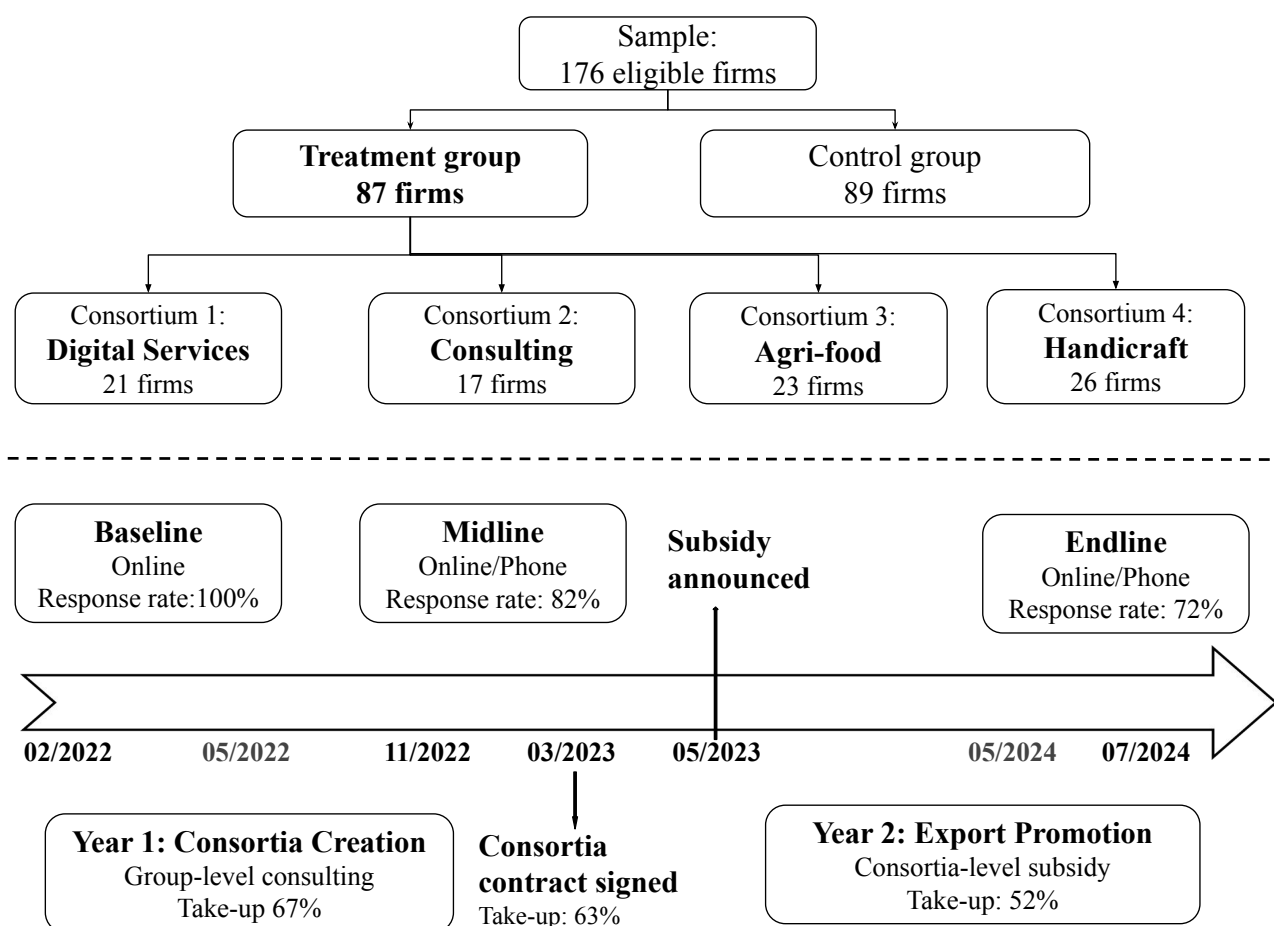 Sample:
176 eligible firms
Treatment group
87 firms
Control group
89 firms
Consortium 1:
Digital Services
21 firms
Consortium 2:
Consulting
17 firms
Consortium 3:
Agri-food
23 firms
Consortium 4:
Handicraft
26 firms
Baseline
Online
Response rate:100%
Midline
Online/Phone
Response rate: 82%
Subsidy
announced
Endline
Online/Phone
Response rate: 72%
02/2022
05/2022
11/2022
03/2023
05/2023
05/2024
07/2024
Year 1: Consortia Creation
Group-level consulting
Take-up 67%
Consortia
contract signed
Take-up: 63%
Year 2: Export Promotion
Consortia-level subsidy
Take-up: 52%